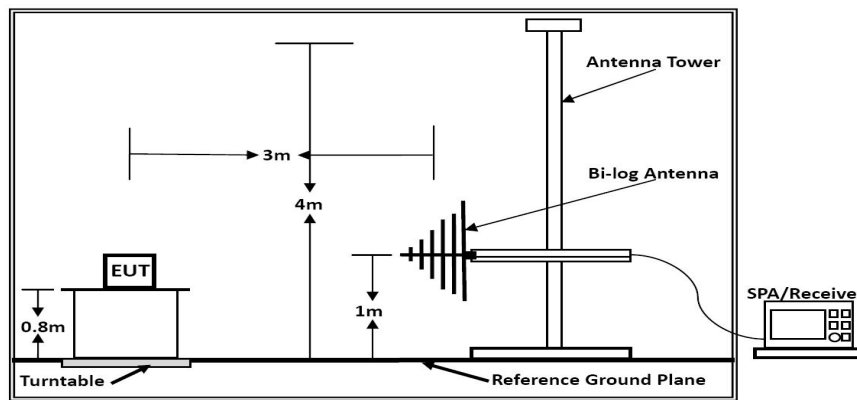 Antenna Tower
3m
Bi-log Antenna
4m
EUT
1m
SPA/Receive
0.8m
Turntable
Reference Ground Plane